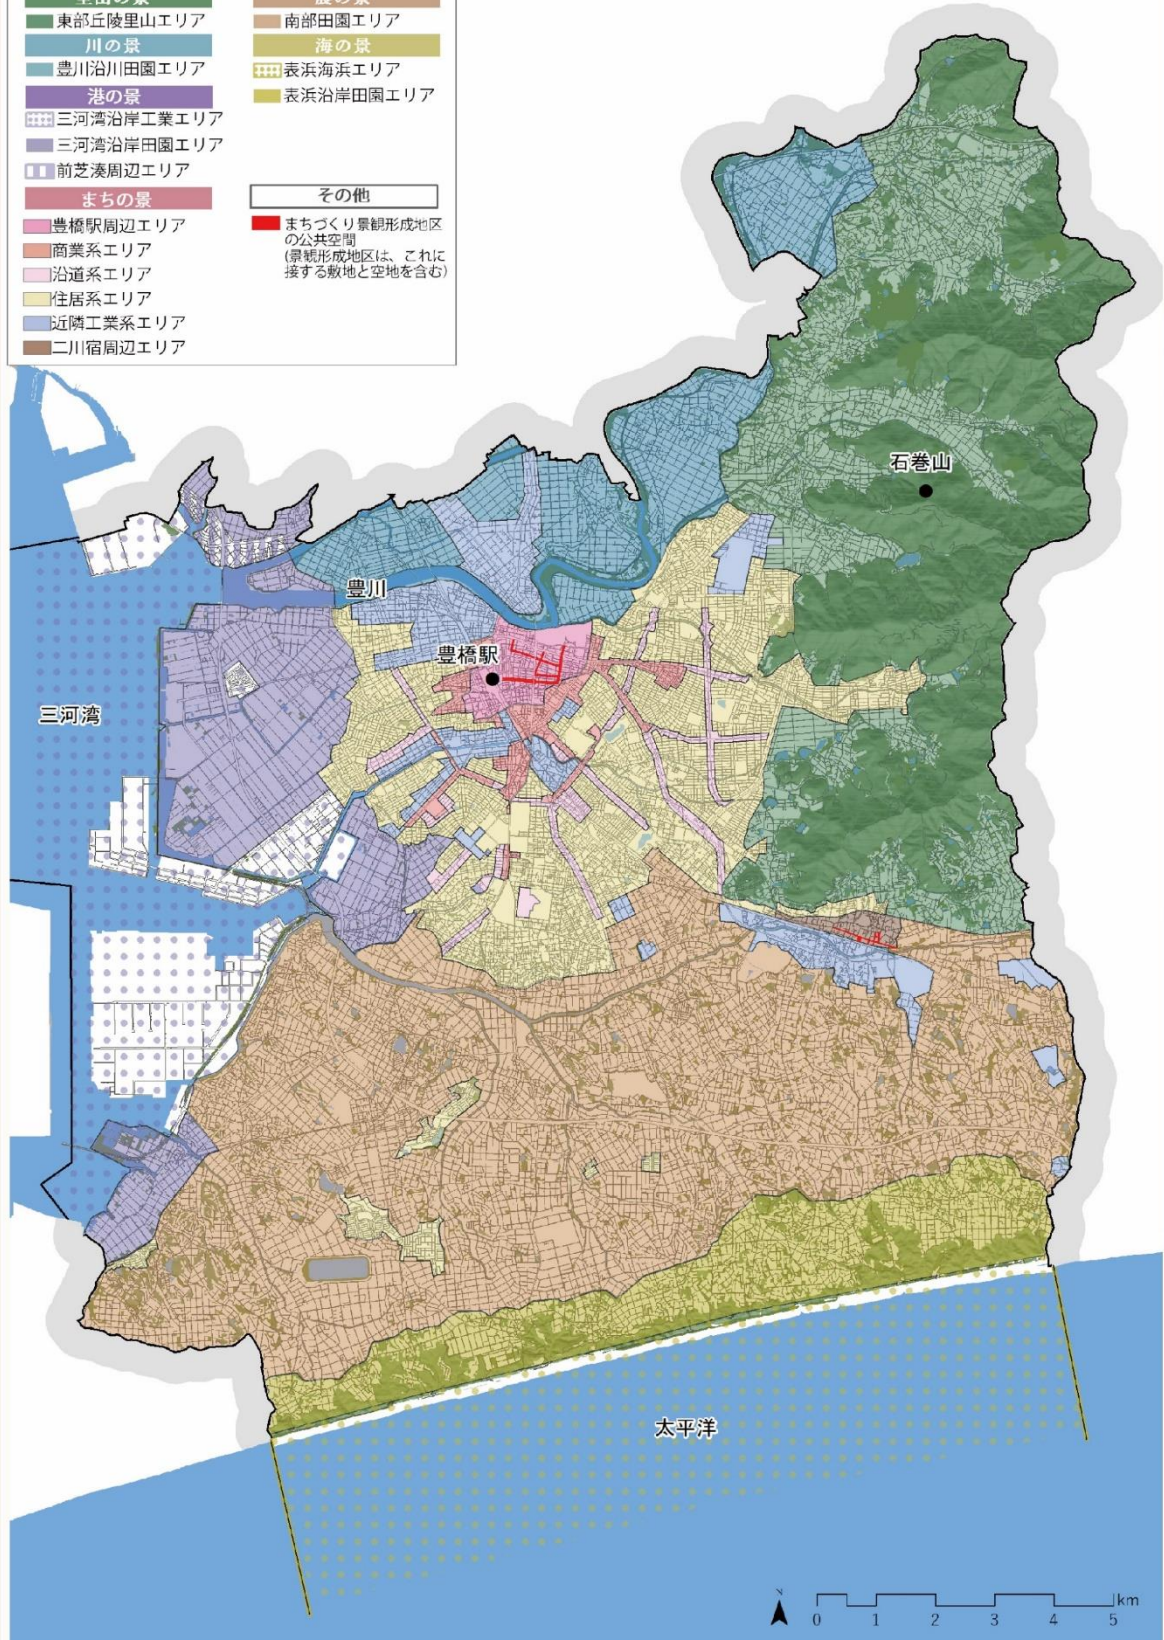 東部丘陵里山エリア
川の景
豊川沿川田園エリア
港の景
三河湾沿岸工業エリア
三河湾沿岸田園エリア
前芝湊周辺エリア
まちの景
豊橋駅周辺エリア
商業系エリア
沿道系エリア
住居系エリア
近隣工業系エリア
二川宿周辺エリア
南部田園エリア
海の景
表浜海浜エリア
表浜沿岸田園エリア
その他
まちづくり景観形成地区
の公共空間
(景観形成地区は、これに
接する敷地と空地を含む)
石巻山
豊川
豊橋駅
三河湾
太平洋
N
km
0 1 2 3 4 5